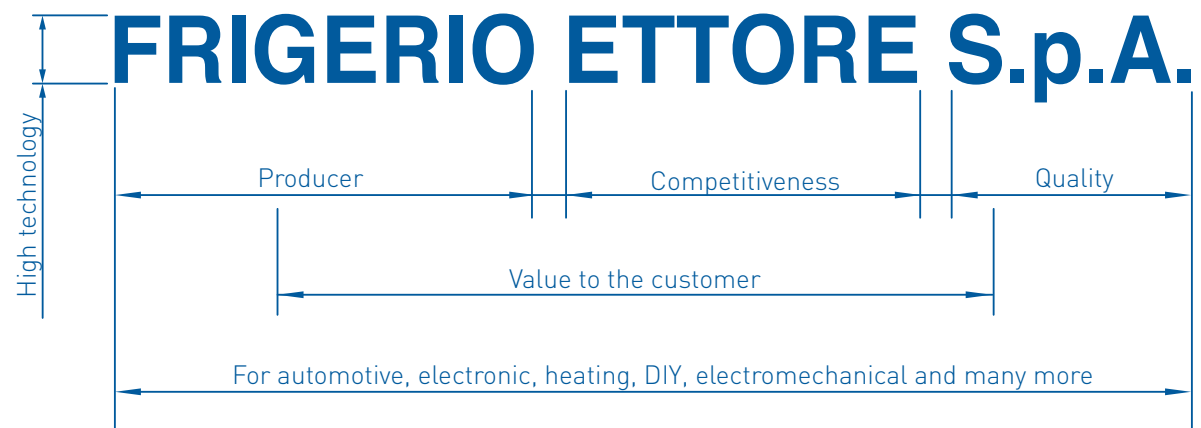 FRIGERIO ETTORE S.p.A.
High technology
Producer
Competitiveness
Quality
Value to the customer
For automotive, electronic, heating, DIY, electromechanical and many more